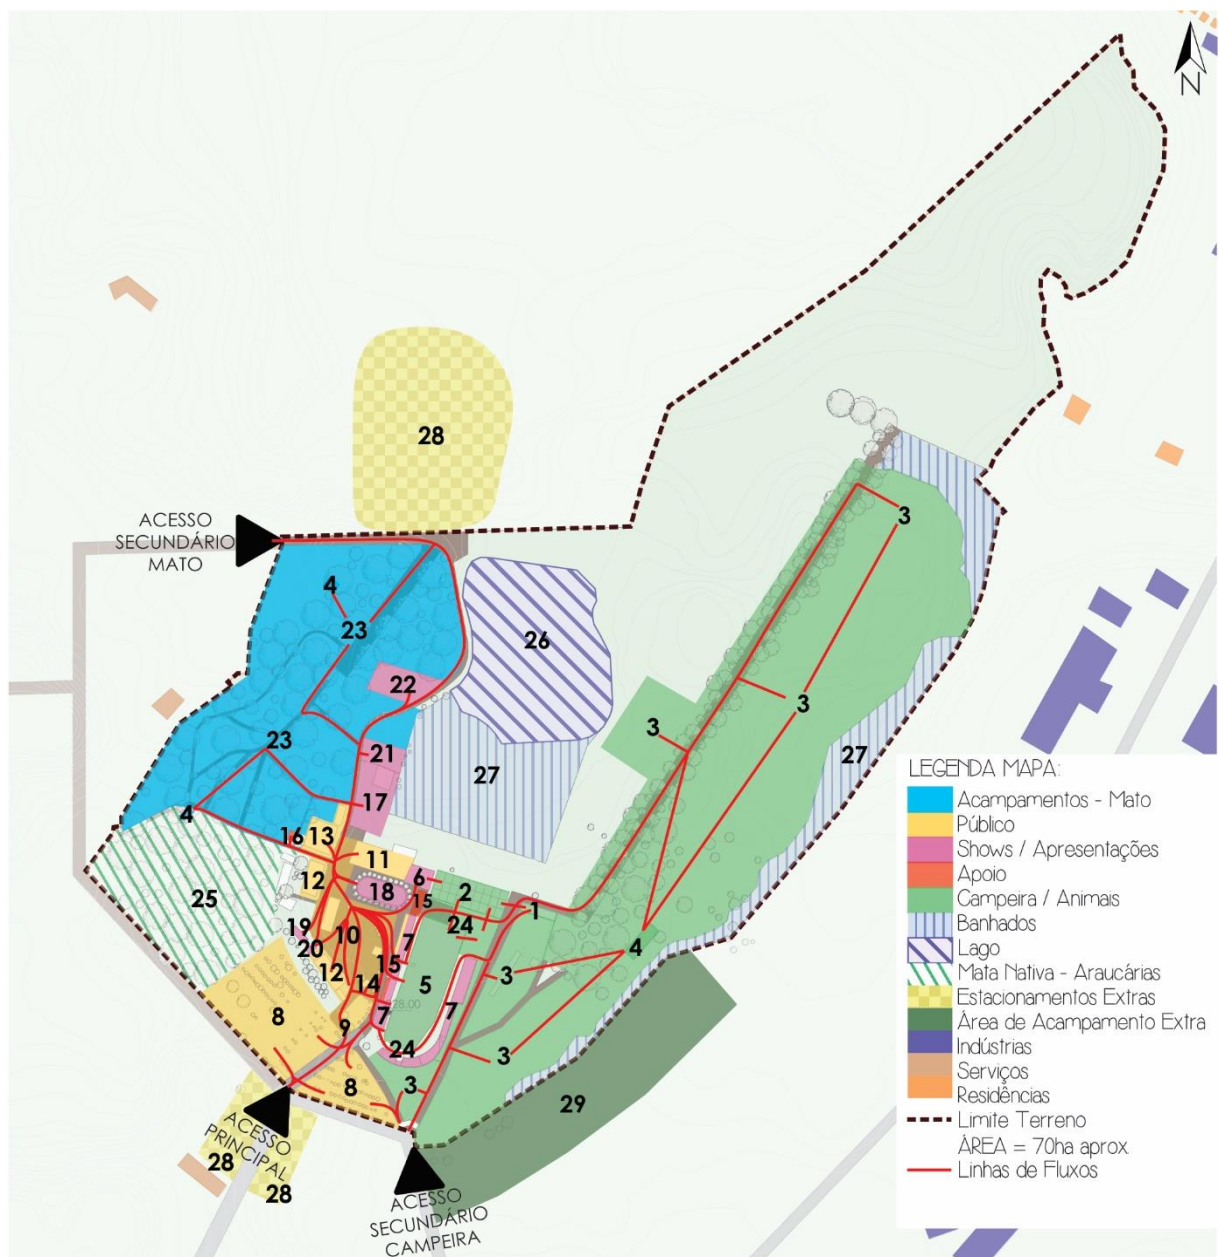 N
28
ACESSO
SECUNDÁRIO
MATO
3
4
23
26
22
3
3
21
23
27
27
17
4
16
13
11
6
18
2
12
15
1
25
24
19
10
7
20
4
12
15
3
5
14
7
28,00
7
8
9
24
3
8
3
29
ACESSO
PRINCIPAL
28
28
ACESSO
SECUNDÁRIO
CAMPEIRA
LEGENDA MAPA:
Acampamentos - Mato
Público
Shows / Apresentações
Apoio
Campeira / Animais
Banhados
Lago
Mata Nativa - Araucárias
Estacionamentos Extras
Área de Acampamento Extra
Indústrias
Serviços
Residências
Limite Terreno
ÁREA = 70ha aprox
Linhas de Fluxos